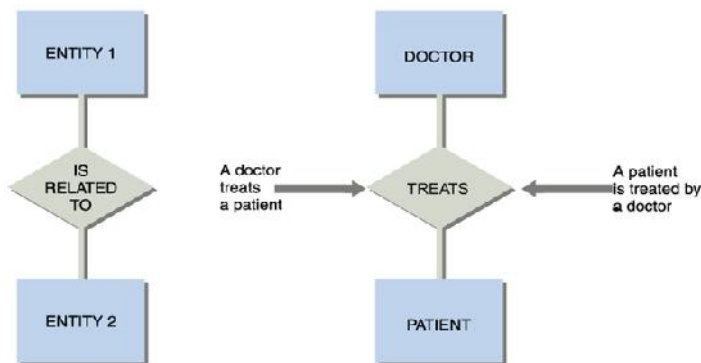 ENTITY 1
IS
RELATED
TO
ENTITY 2
DOCTOR
A doctor
treats
a patient
TREATS
A patient
is treated by
a doctor
PATIENT